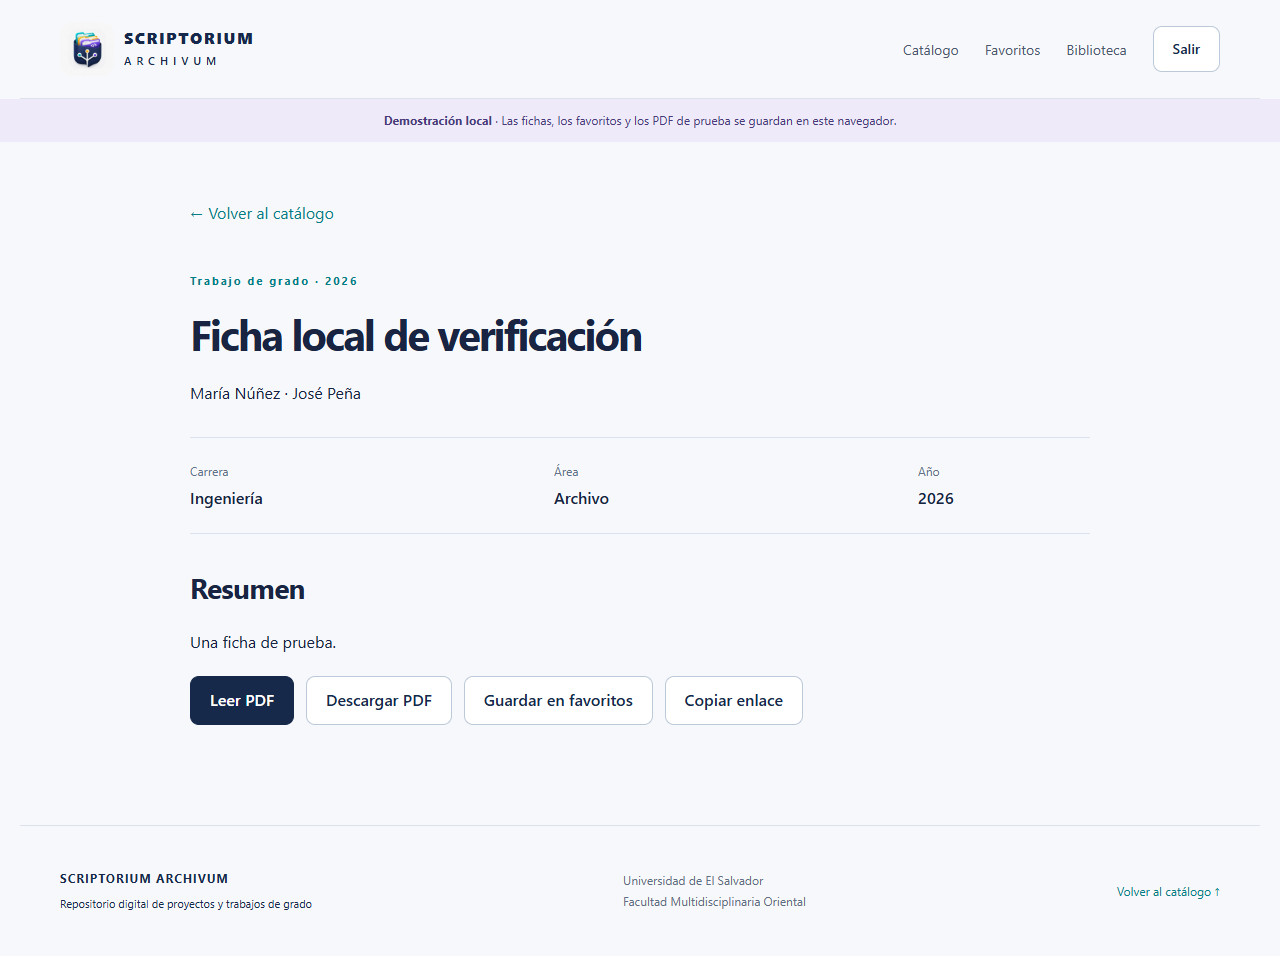 SCRIPTORIUM
ARCHIVUM
Catálogo
Favoritos
Biblioteca
Salir
Demostración local · Las fichas, los favoritos y los PDF de prueba se guardan en este navegador.
← Volver al catálogo
Trabajo de grado · 2026
Ficha local de verificación
María Núñez · José Peña
Carrera
Ingeniería
Área
Archivo
Año
2026
Resumen
Una ficha de prueba.
Leer PDF
Descargar PDF
Guardar en favoritos
Copiar enlace
SCRIPTORIUM ARCHIVUM
Repositorio digital de proyectos y trabajos de grado
Universidad de El Salvador
Facultad Multidisciplinaria Oriental
Volver al catálogo ↑